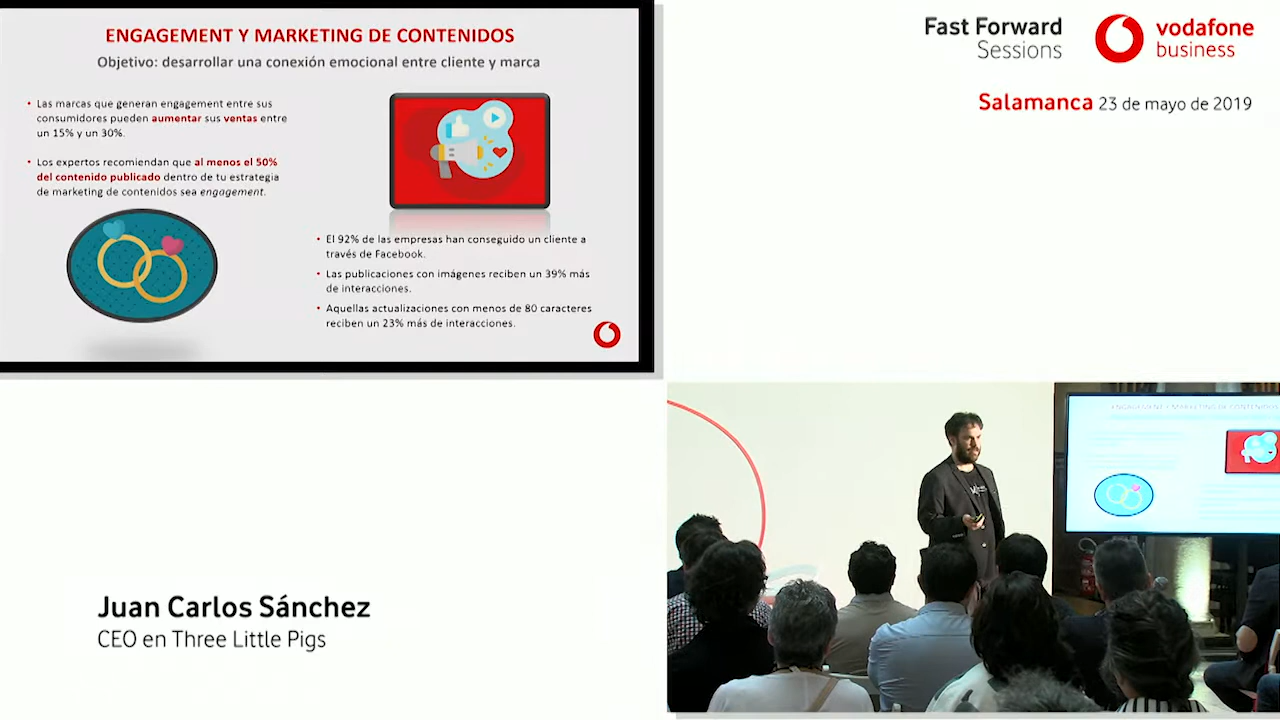 ENGAGEMENT Y MARKETING DE CONTENIDOS
Objetivo: desarrollar una conexión emocional entre cliente y marca
• Las marcas que generan engagement entre sus
consumidores pueden aumentar sus ventas entre
un 15% y un 30%.
• Los expertos recomiendan que al menos el 50%
del contenido publicado dentro de tu estrategia
de marketing de contenidos sea engagement.
• El 92% de las empresas han conseguido un cliente a
través de Facebook.
• Las publicaciones con imágenes reciben un 39% más
de interacciones.
• Aquellas actualizaciones con menos de 80 caracteres
reciben un 23% más de interacciones.
Fast Forward
Sessions
vodafone
business
Salamanca 23 de mayo de 2019
Juan Carlos Sánchez
CEO en Three Little Pigs
ENGAGEMENT Y MARKETING DE CONTENIDOS